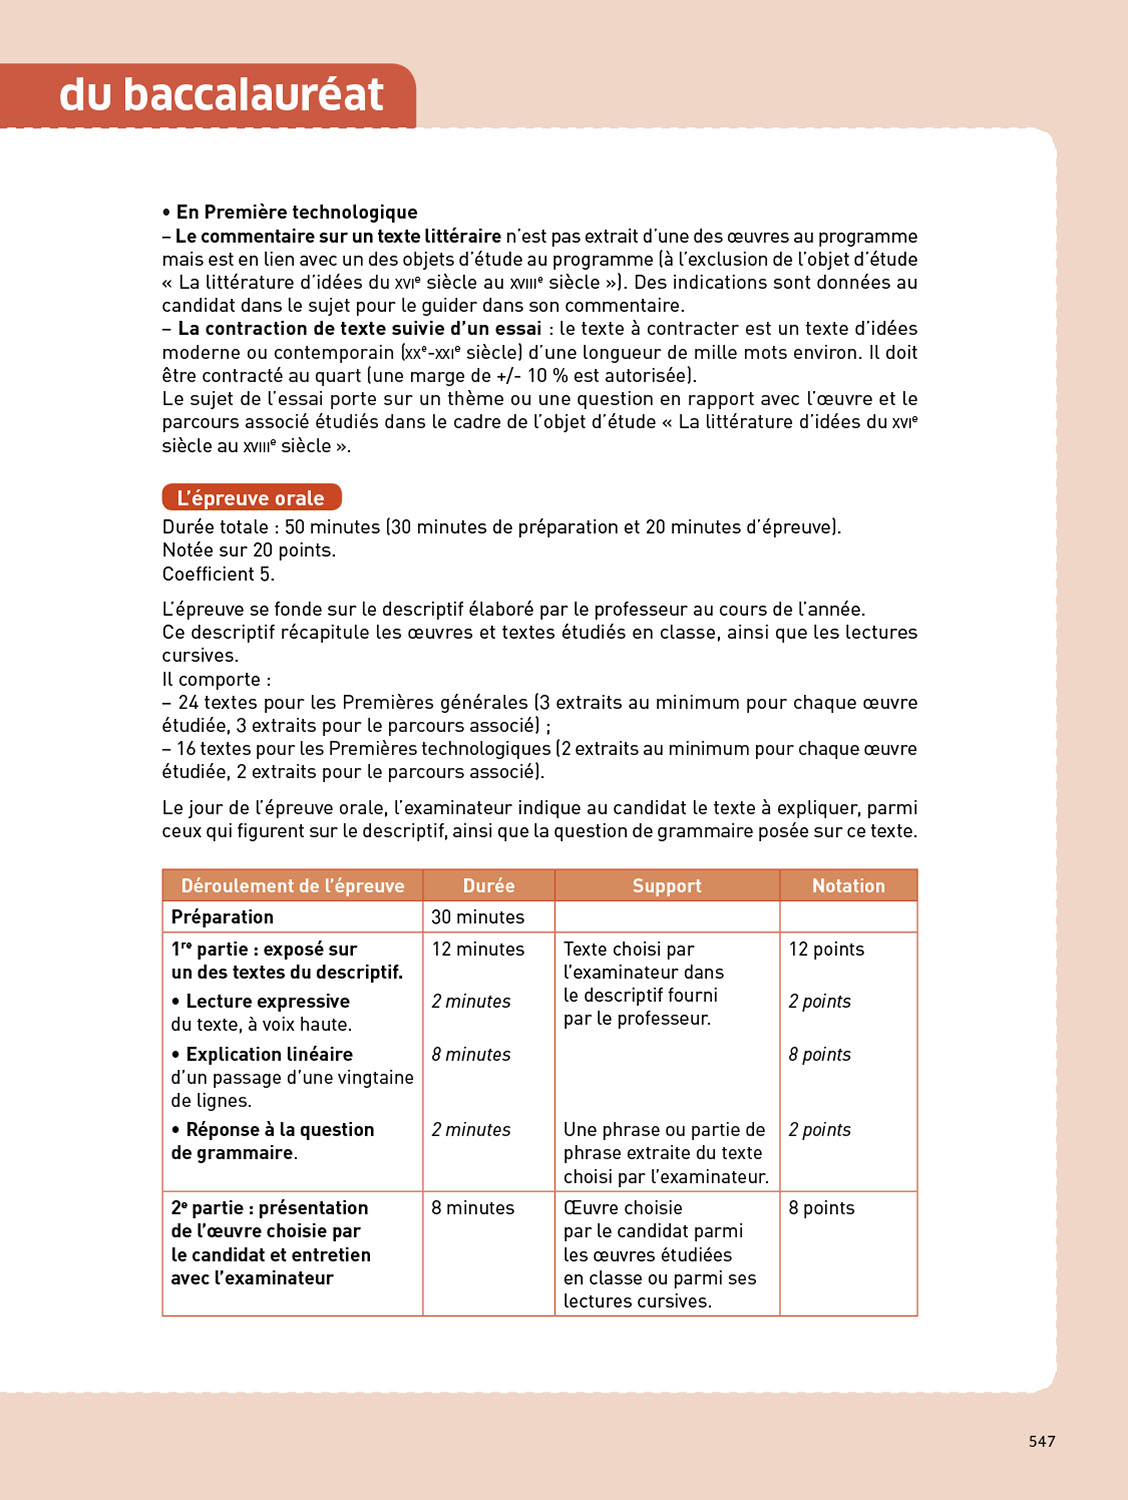 du baccalauréat
• En Première technologique
– Le commentaire sur un texte littéraire n’est pas extrait d’une des œuvres au programme
mais est en lien avec un des objets d’étude au programme (à l’exclusion de l’objet d’étude
« La littérature d’idées du XVIe siècle au XVIIIe siècle »). Des indications sont données au
candidat dans le sujet pour le guider dans son commentaire.
– La contraction de texte suivie d’un essai : le texte à contracter est un texte d’idées
moderne ou contemporain (XXe-XXIe siècle) d’une longueur de mille mots environ. Il doit
être contracté au quart (une marge de +/- 10 % est autorisée).
Le sujet de l’essai porte sur un thème ou une question en rapport avec l’œuvre et le
parcours associé étudiés dans le cadre de l’objet d’étude « La littérature d’idées du XVIe
siècle au XVIIIe siècle ».
L’épreuve orale
Durée totale : 50 minutes (30 minutes de préparation et 20 minutes d’épreuve).
Notée sur 20 points.
Coefficient 5.
L’épreuve se fonde sur le descriptif élaboré par le professeur au cours de l’année.
Ce descriptif récapitule les œuvres et textes étudiés en classe, ainsi que les lectures
cursives.
Il comporte :
– 24 textes pour les Premières générales (3 extraits au minimum pour chaque œuvre
étudiée, 3 extraits pour le parcours associé) ;
– 16 textes pour les Premières technologiques (2 extraits au minimum pour chaque œuvre
étudiée, 2 extraits pour le parcours associé).
Le jour de l’épreuve orale, l’examinateur indique au candidat le texte à expliquer, parmi
ceux qui figurent sur le descriptif, ainsi que la question de grammaire posée sur ce texte.
Déroulement de l’épreuve Durée Support Notation
Préparation 30 minutes
1re partie : exposé sur 12 minutes Texte choisi par 12 points
un des textes du descriptif. l’examinateur dans
• Lecture expressive 2 minutes le descriptif fourni 2 points
du texte, à voix haute. par le professeur.
• Explication linéaire 8 minutes 8 points
d’un passage d’une vingtaine
de lignes.
• Réponse à la question 2 minutes Une phrase ou partie de 2 points
de grammaire. phrase extraite du texte
choisi par l’examinateur.
2e partie : présentation 8 minutes Œuvre choisie 8 points
de l’œuvre choisie par par le candidat parmi
le candidat et entretien les œuvres étudiées
avec l’examinateur en classe ou parmi ses
lectures cursives.
547